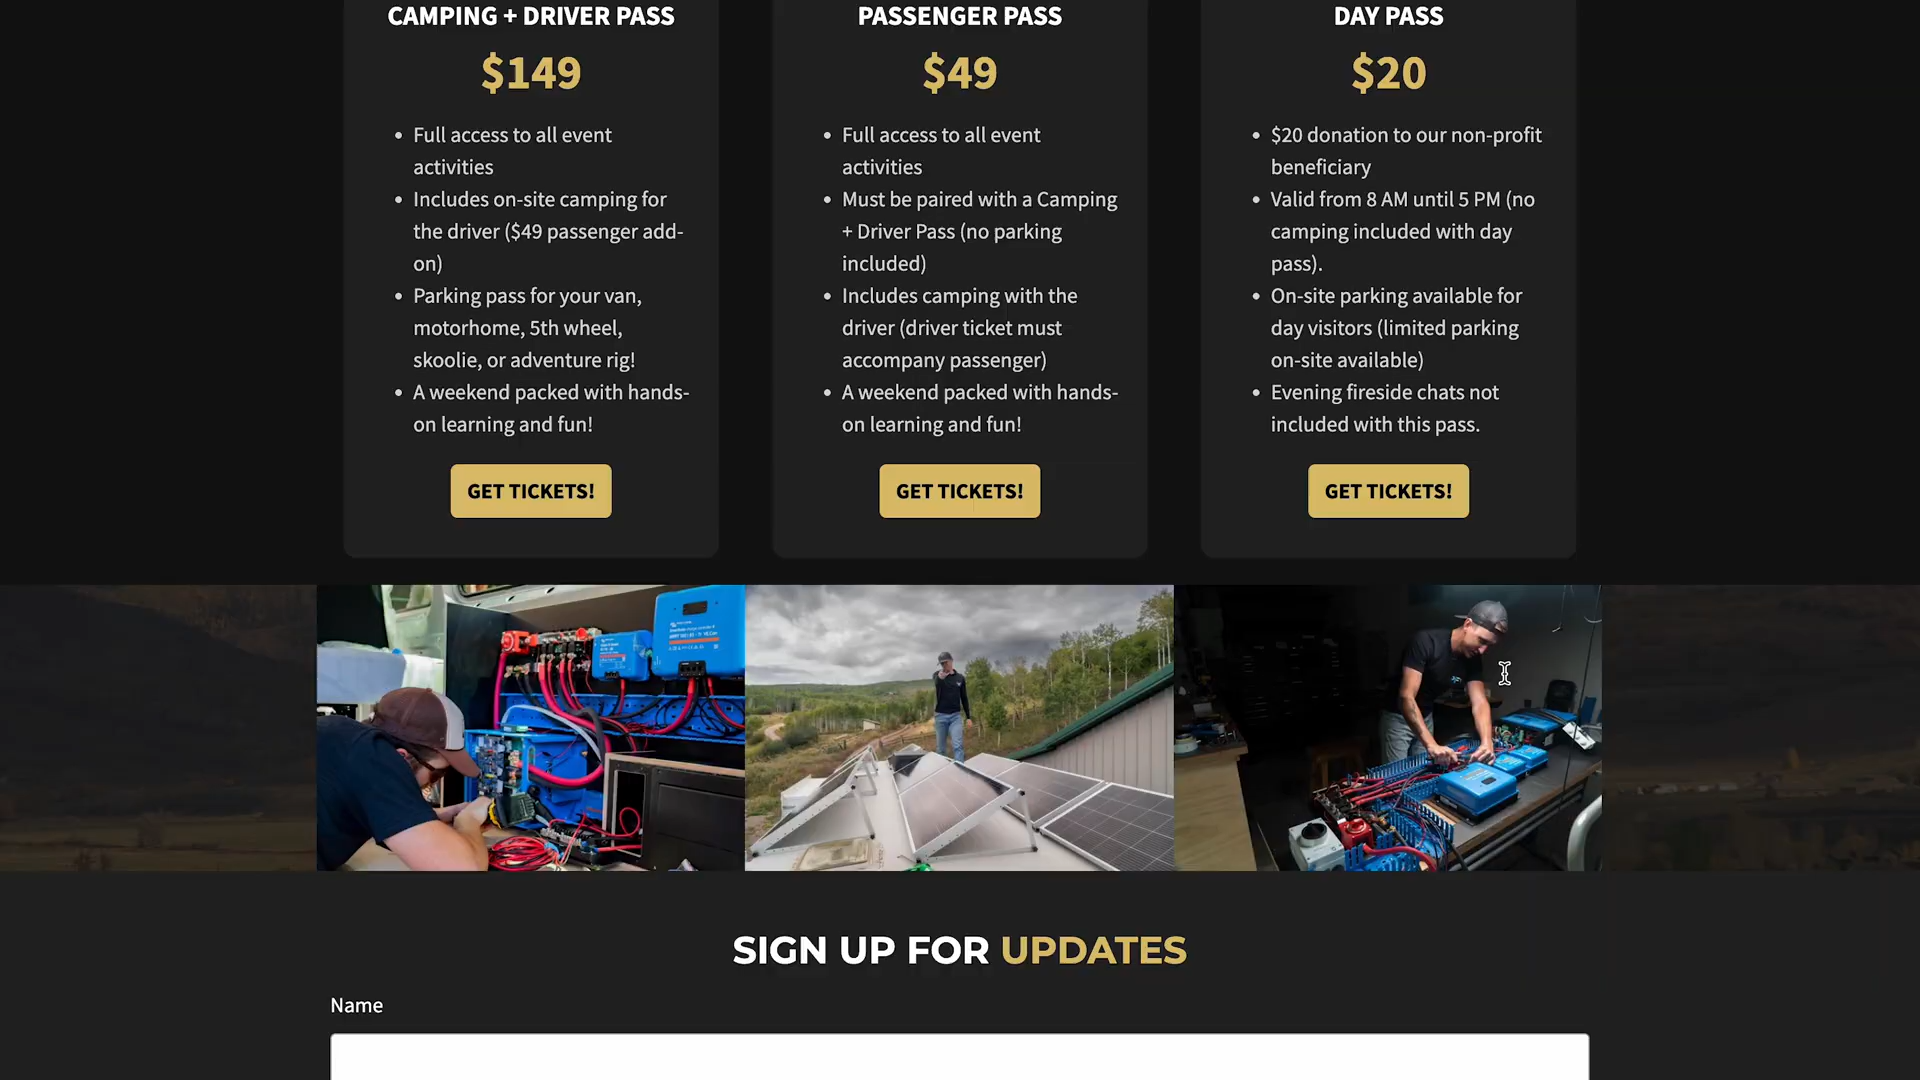 CAMPING + DRIVER PASS
$149
• Full access to all event
activities
• Includes on-site camping for
the driver ($49 passenger add-
on)
• Parking pass for your van,
motorhome, 5th wheel,
skoolie, or adventure rig!
• A weekend packed with hands-
on learning and fun!
GET TICKETS!
PASSENGER PASS
$49
• Full access to all event
activities
• Must be paired with a Camping
+ Driver Pass (no parking
included)
• Includes camping with the
driver (driver ticket must
accompany passenger)
• A weekend packed with hands-
on learning and fun!
GET TICKETS!
DAY PASS
$20
• $20 donation to our non-profit
beneficiary
• Valid from 8 AM until 5 PM (no
camping included with day
pass).
• On-site parking available for
day visitors (limited parking
on-site available)
• Evening fireside chats not
included with this pass.
GET TICKETS!
SIGN UP FOR UPDATES
Name